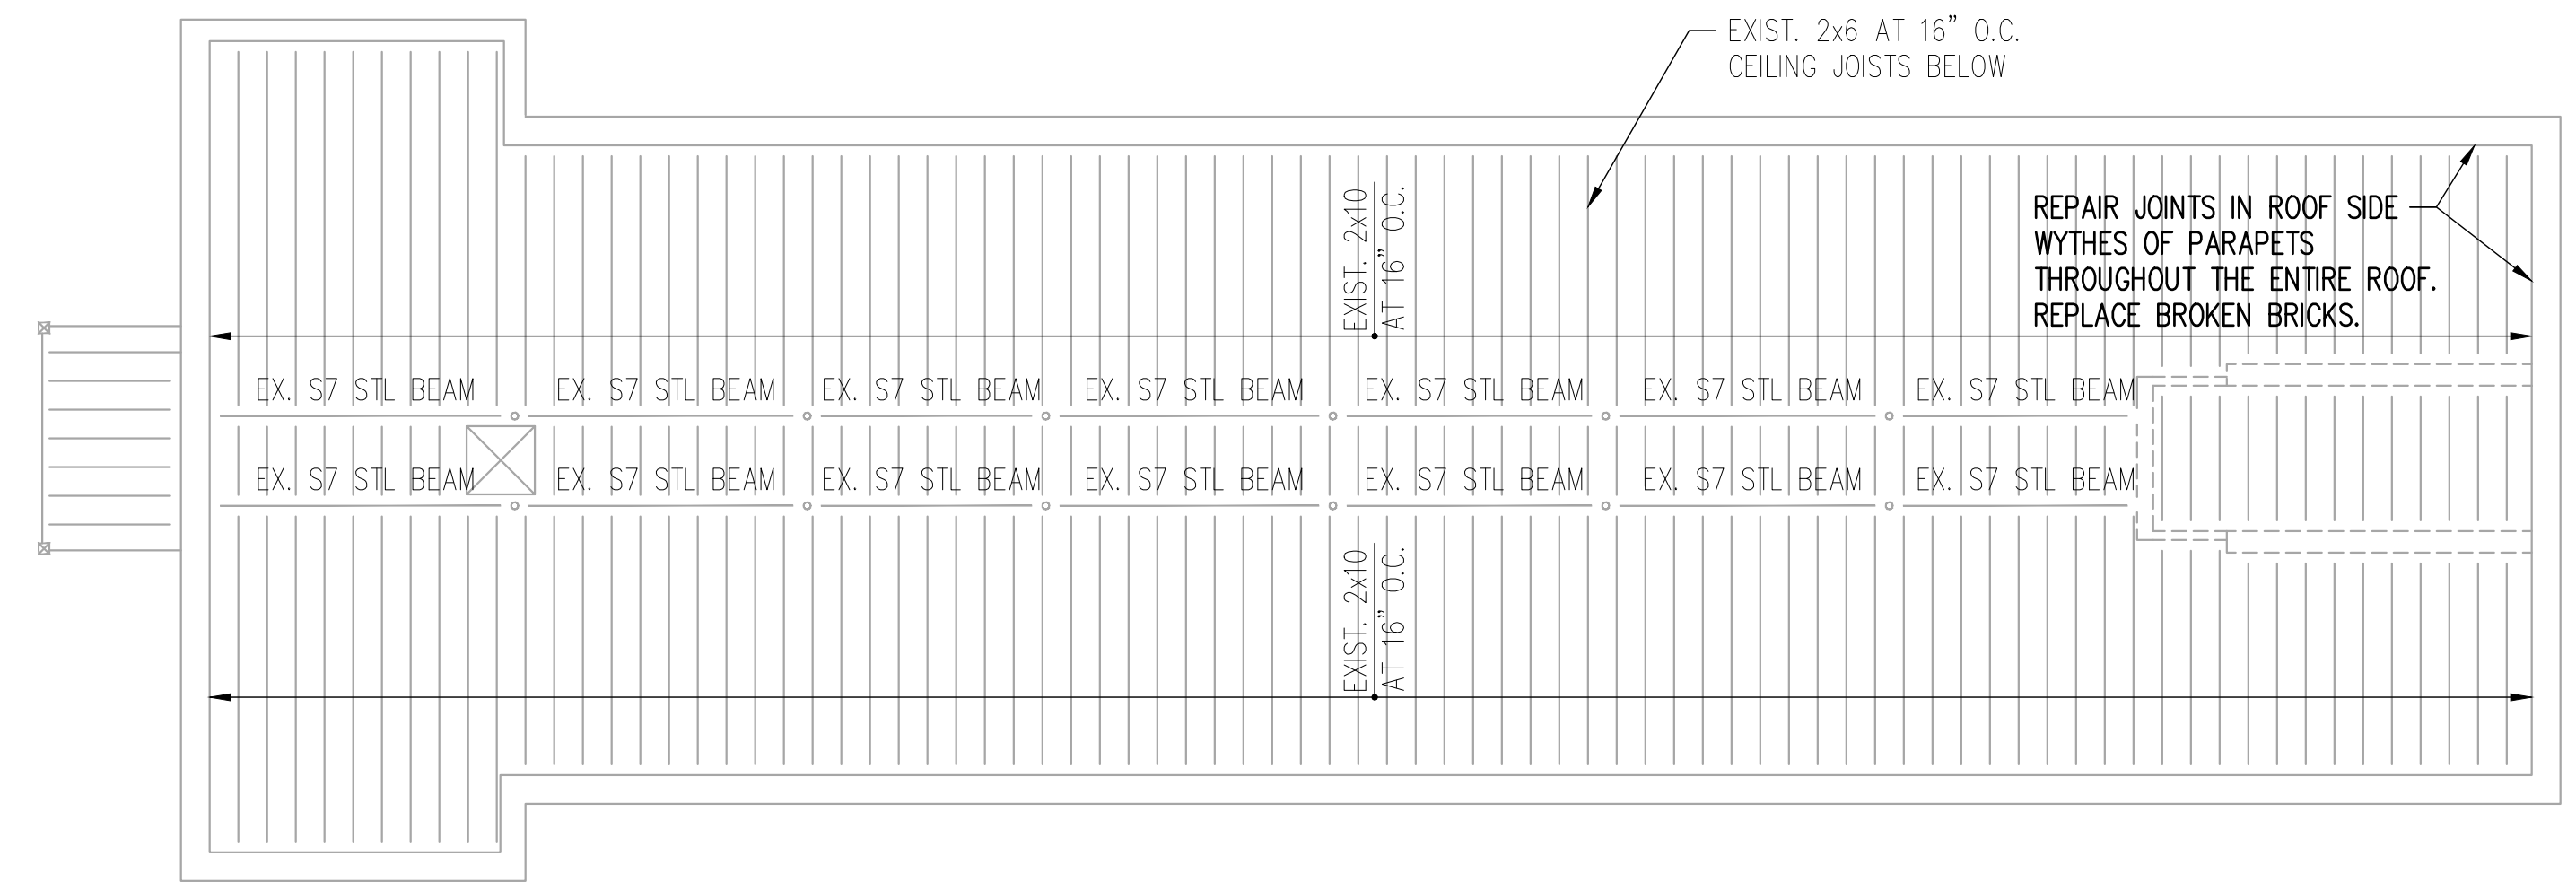 EXIST. 2x6 AT 16" O.C.
CEILING JOISTS BELOW
EXIST. 2x10
AT 16" O.C.
REPAIR JOINTS IN ROOF SIDE
WYTHES OF PARAPETS
THROUGHOUT THE ENTIRE ROOF.
REPLACE BROKEN BRICKS.
EX. S7 STL BEAM
EX. S7 STL BEAM
EX. S7 STL BEAM
EX. S7 STL BEAM
EX. S7 STL BEAM
EX. S7 STL BEAM
EX. S7 STL BEAM
EX. S7 STL BEAM
EX. S7 STL BEAM
EX. S7 STL BEAM
EX. S7 STL BEAM
EX. S7 STL BEAM
EX. S7 STL BEAM
EX. S7 STL BEAM
EXIST. 2x10
AT 16" O.C.